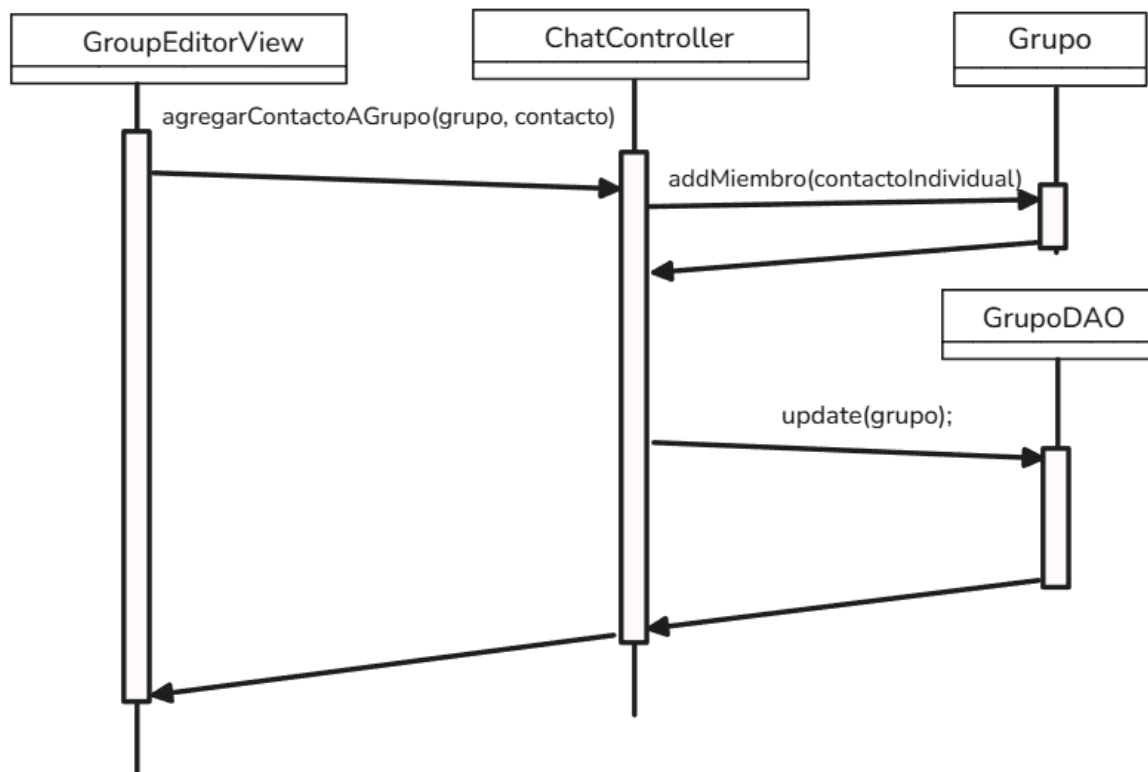 GroupEditorView
ChatController
Grupo
agregarContactoAGrupo(grupo, contacto)
addMiembro(contactoIndividual)
GrupoDAO
update(grupo);